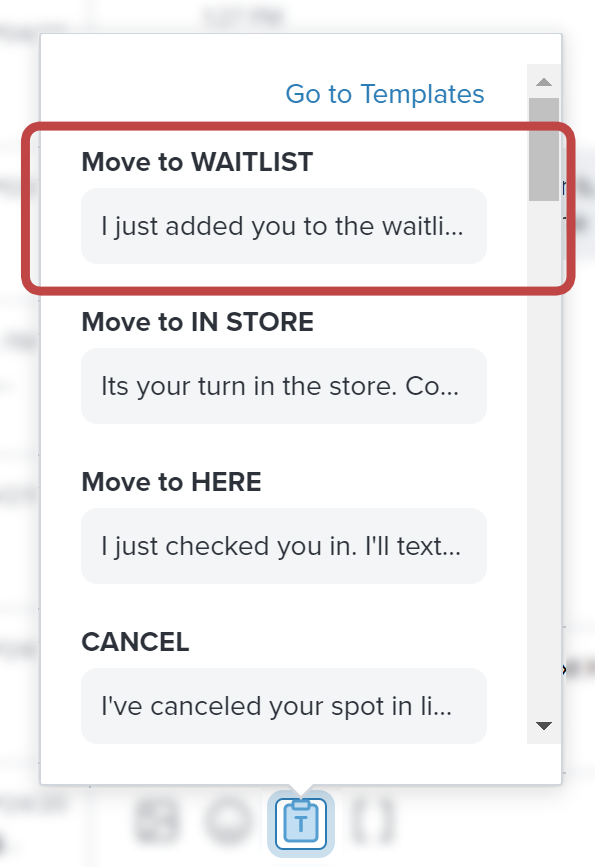 Go to Templates
Move to WAITLIST
I just added you to the waitli...
Move to IN STORE
Its your turn in the store. Co...
Move to HERE
I just checked you in. I'll text...
CANCEL
I've canceled your spot in li...
T